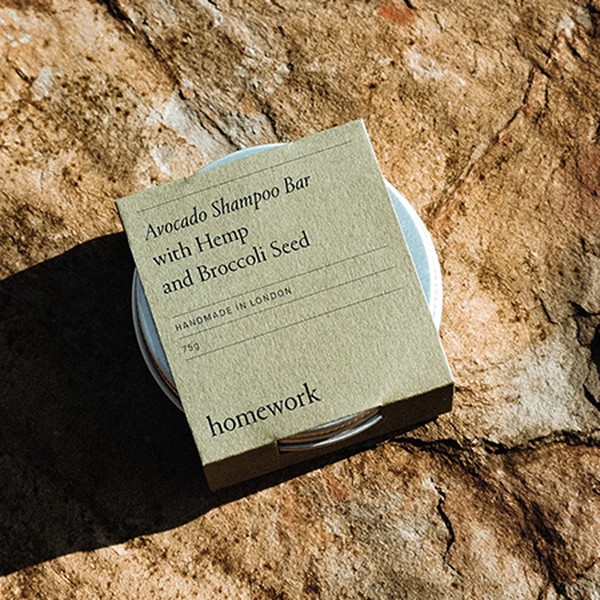 Avocado Shampoo Bar
with Hemp
and Broccoli Seed
HANDMADE IN LONDON
75g
homework